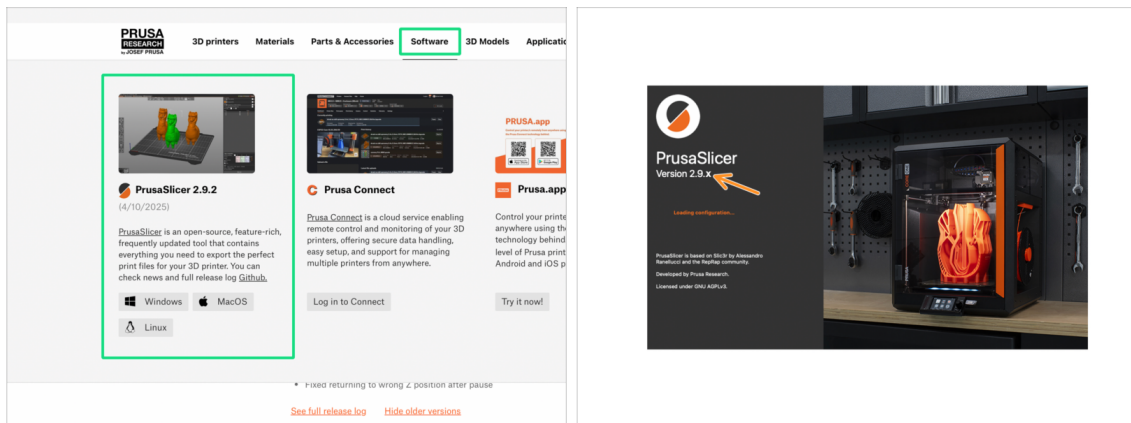 PRUSA
RESEARCH
by JOSEF PRUSA
3D printers
Materials
Parts & Accessories
Software
3D Models
Applicatio
PrusaSlicer 2.9.2
(4/10/2025)
PrusaSlicer is an open-source, feature-rich,
frequently updated tool that contains
everything you need to export the perfect
print files for your 3D printer. You can
check news and full release log Github.
Windows
MacOS
Linux
Prusa Connect
Prusa Connect is a cloud service enabling
remote control and monitoring of your 3D
printers, offering secure data handling,
easy setup, and support for managing
multiple printers from anywhere.
Log in to Connect
PRUSA.app
Prusa.app
Control your printe
anywhere using the
technology behind
level of Prusa print
Android and iOS p
Try it now!
Fixed returning to wrong Z position after pause
See full release log
Hide older versions
PrusaSlicer
Version 2.9.x
Loading configuration...
PrusaSlicer is based on Slic3r by Alessandro
Ranellucci and the RepRap community.
Developed by Prusa Research.
Licensed under GNU AGPLv3.